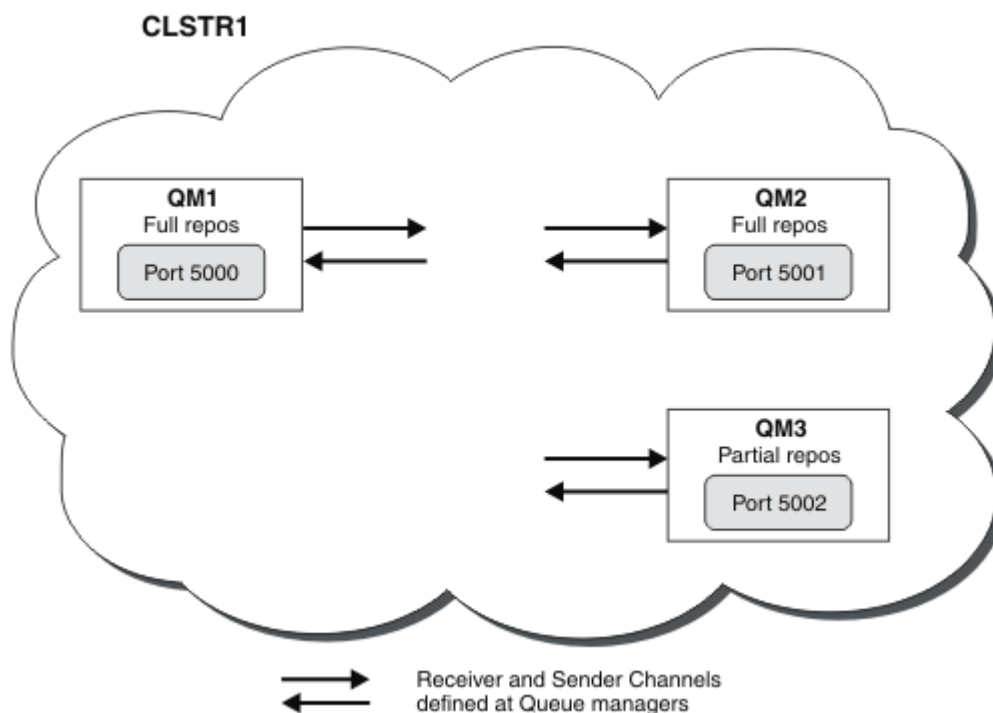 CLSTR1
QM1
Full repos
Port 5000
QM2
Full repos
Port 5001
QM3
Partial repos
Port 5002
Receiver and Sender Channels
defined at Queue managers